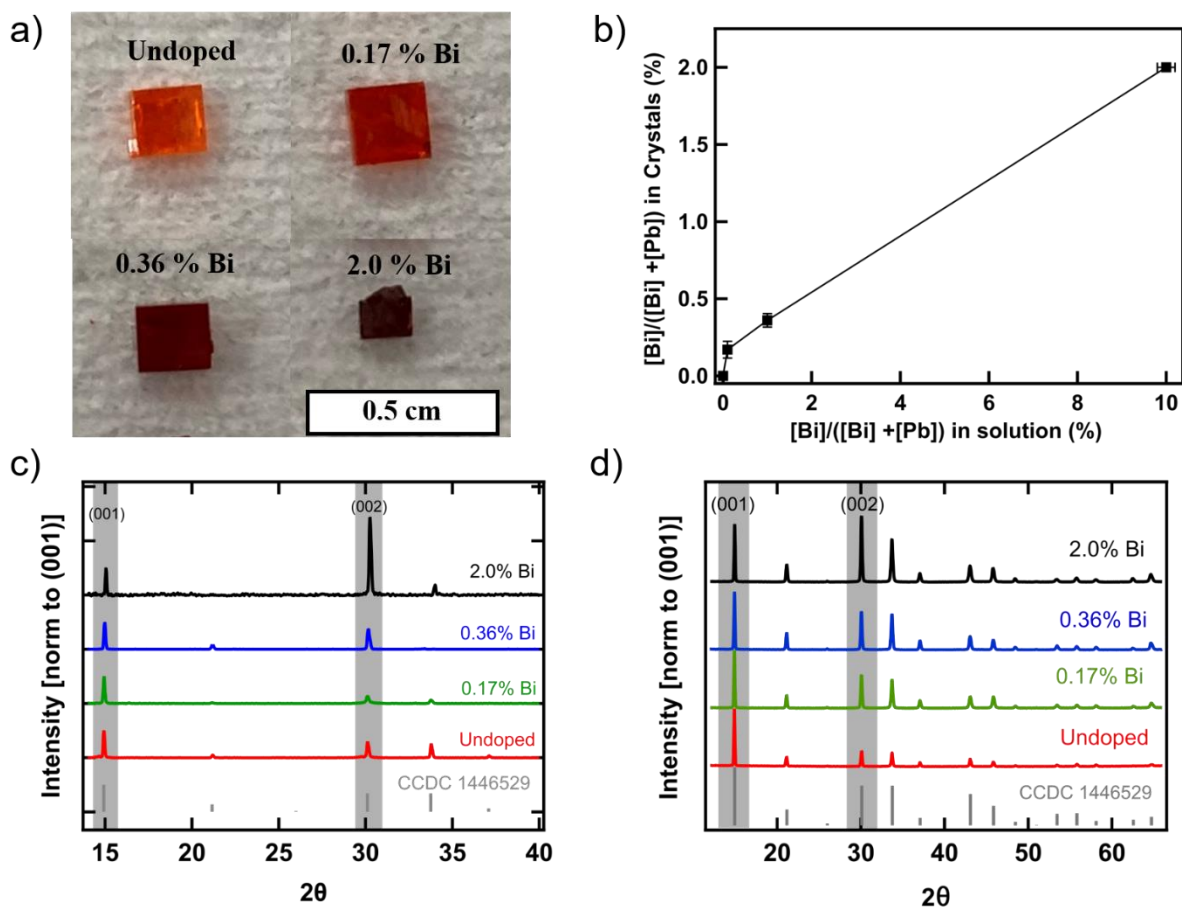 a)
Undoped
0.17 % Bi
0.36 % Bi
2.0 % Bi
0.5 cm
b)
[Bi]/([Bi] +[Pb]) in Crystals (%)
2.0
1.5
1.0
0.5
0.0
0 2 4 6 8 10
[Bi]/([Bi] +[Pb]) in solution (%)
c)
Intensity [norm to (001)]
(001)
(002)
2.0% Bi
0.36% Bi
0.17% Bi
Undoped
CCDC 1446529
15 20 25 30 35 40
2θ
d)
Intensity [norm to (001)]
(001)
(002)
2.0% Bi
0.36% Bi
0.17% Bi
Undoped
CCDC 1446529
20 30 40 50 60
2θ